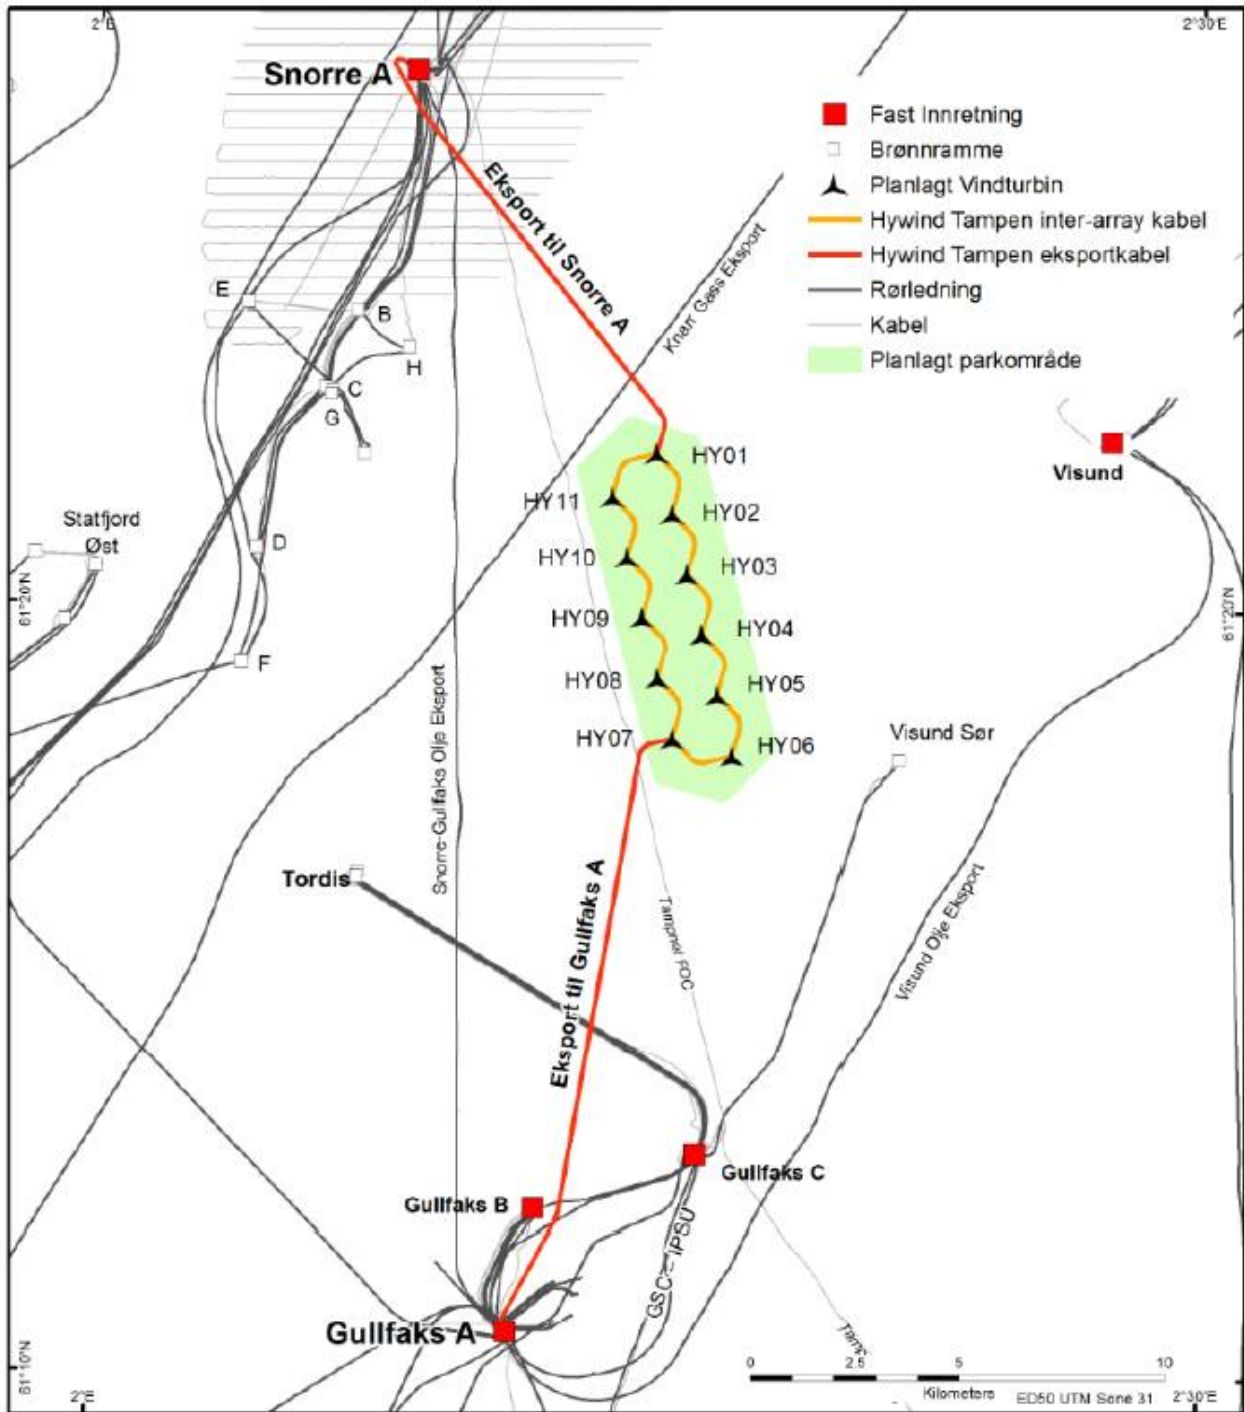 2°E
2°30'E
Snorre A
Fast Innretning
Brønnramme
Planlagt Vindturbin
Hywind Tampen inter-array kabel
Hywind Tampen eksportkabel
Rørledning
Kabel
Planlagt parkområde
Eksport til Snorre A
Knarr Gass Eksport
E
B
H
C
G
HY01
Visund
HY11
HY02
Statfjord
Øst
D
HY10
HY03
61°20'N
61°20'N
HY09
HY04
F
HY08
HY05
Snorre-Gullfaks Olje Eksport
HY07
HY06
Visund Sør
Tordis
Eksport til Gullfaks A
Tampnet FOC
Visund Olje Eksport
Gullfaks C
Gullfaks B
GSC - IPSU
Gullfaks A
Tamp
61°10'N
0
2.5
5
10
Kilometers
ED50 UTM Sone 31
2°E
2°30'E